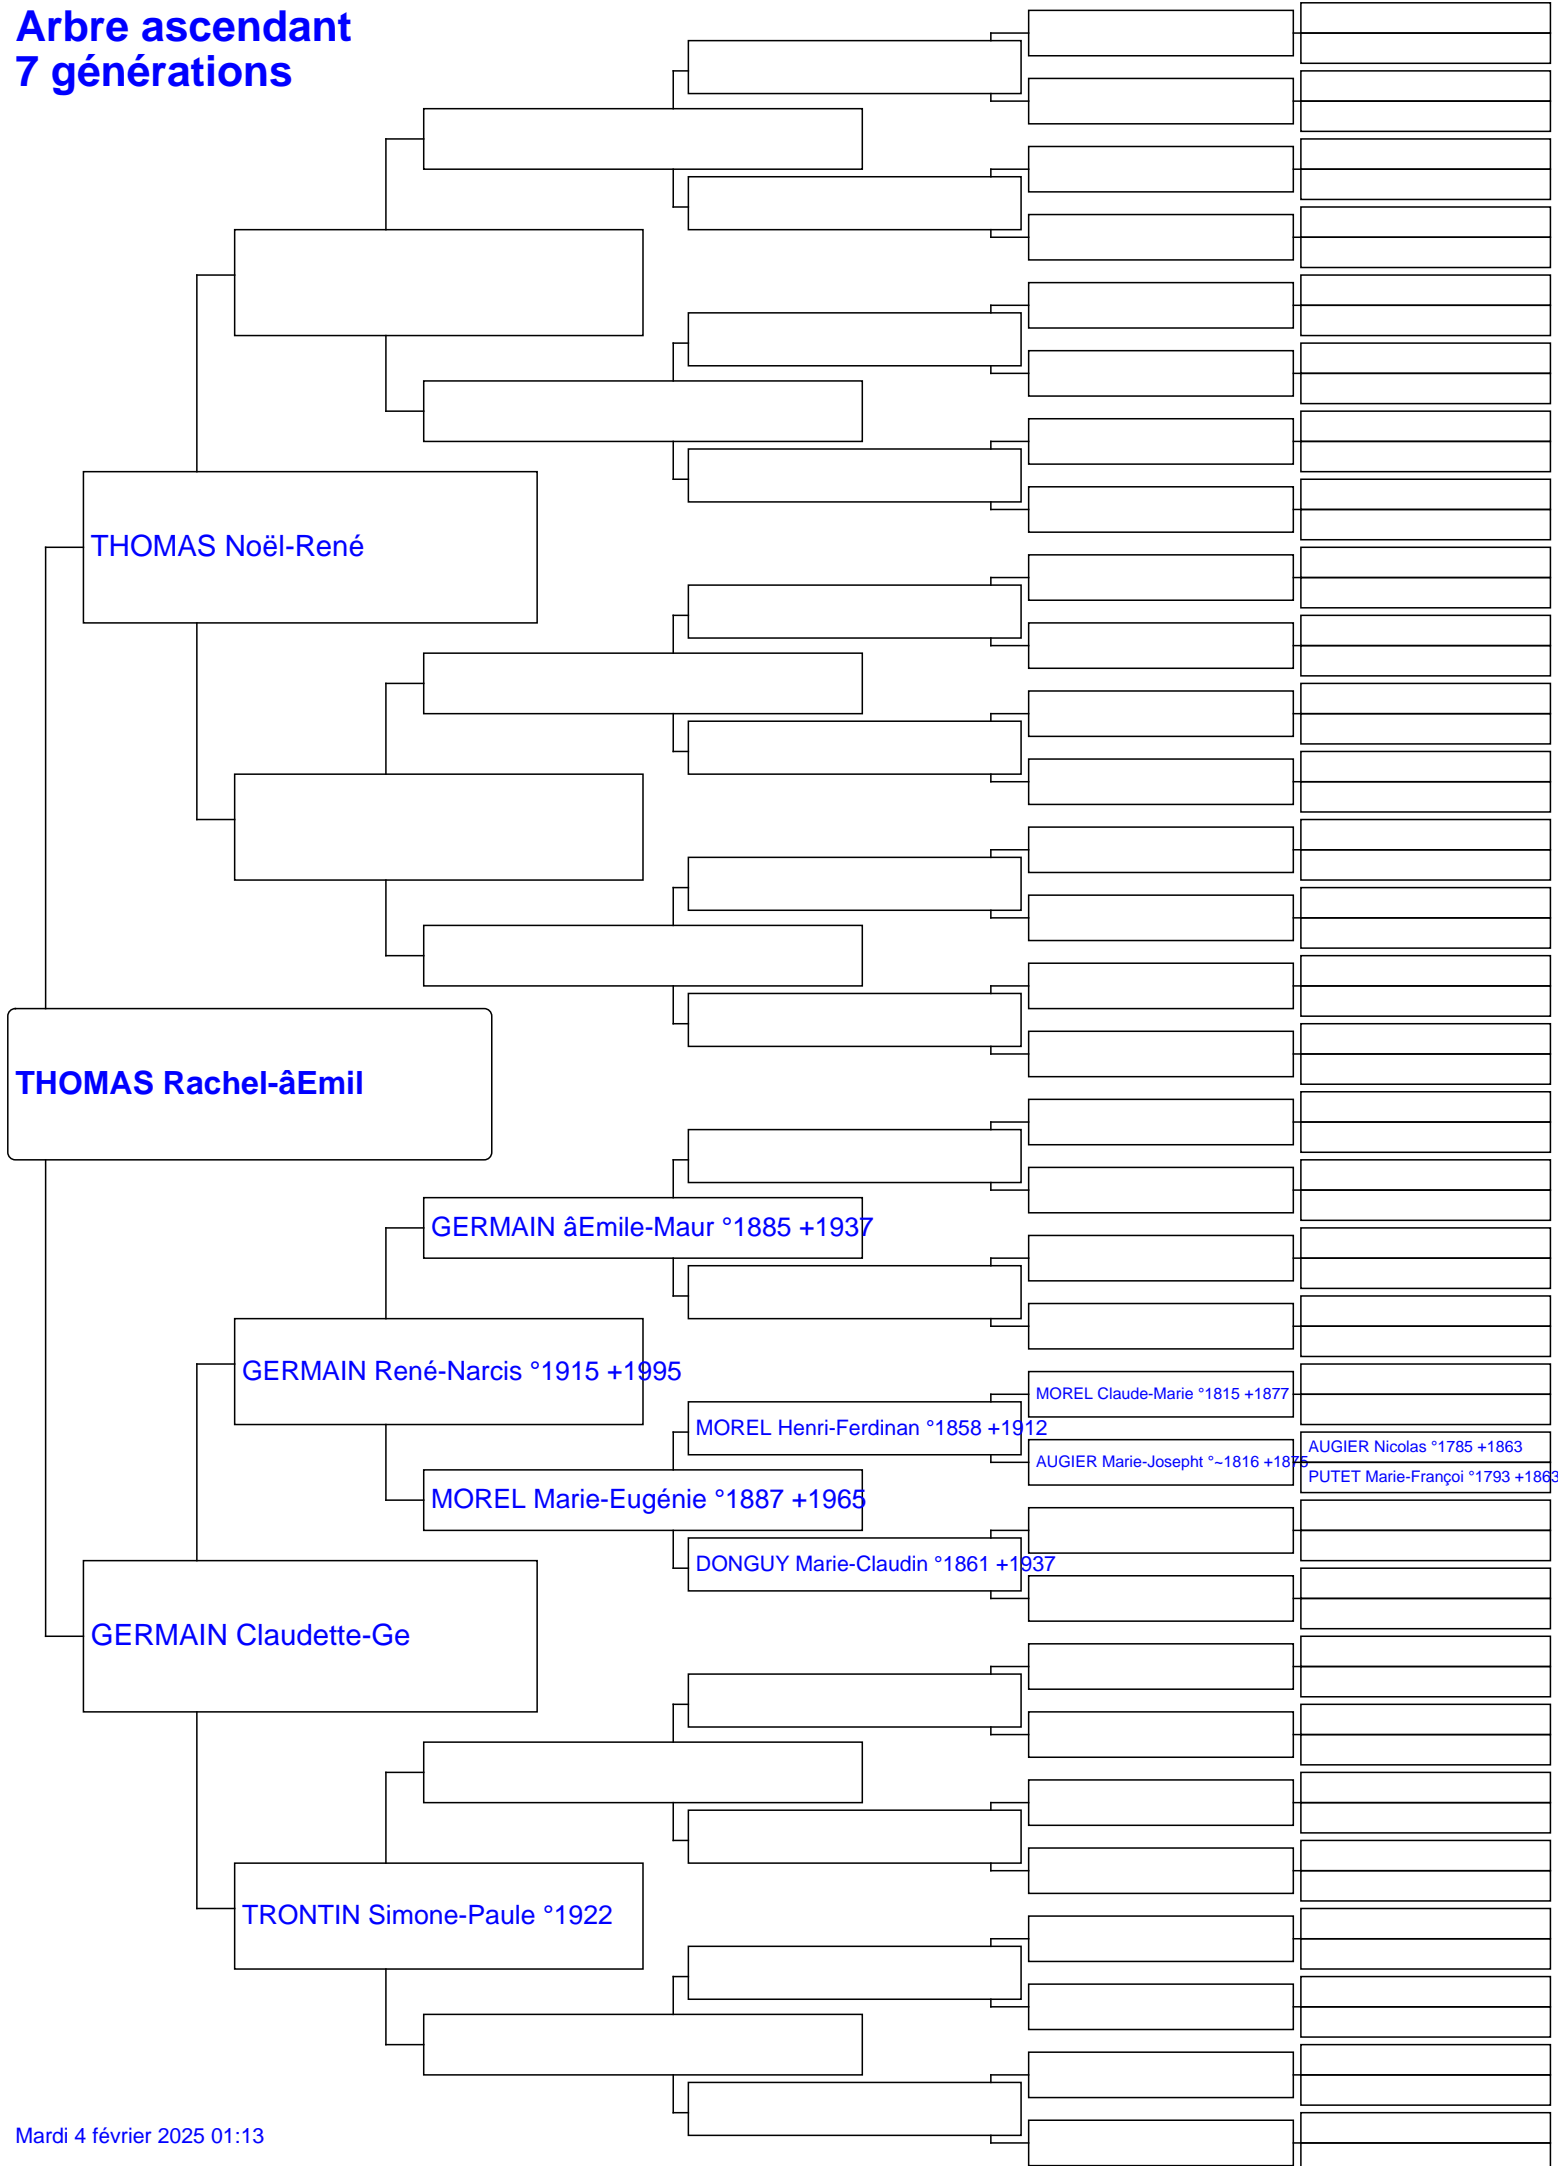 Arbre ascendant
7 générations
THOMAS Noël-René
THOMAS Rachel-âEmil
GERMAIN âEmile-Maur °1885 +1937
GERMAIN René-Narcis °1915 +1995
MOREL Claude-Marie °1815 +1877
MOREL Henri-Ferdinan °1858 +1912
AUGIER Marie-Josepht °~1816 +1875
AUGIER Nicolas °1785 +1863
PUTET Marie-Françoi °1793 +1863
MOREL Marie-Eugénie °1887 +1965
DONGUY Marie-Claudin °1861 +1937
GERMAIN Claudette-Ge
TRONTIN Simone-Paule °1922
Mardi 4 février 2025 01:13